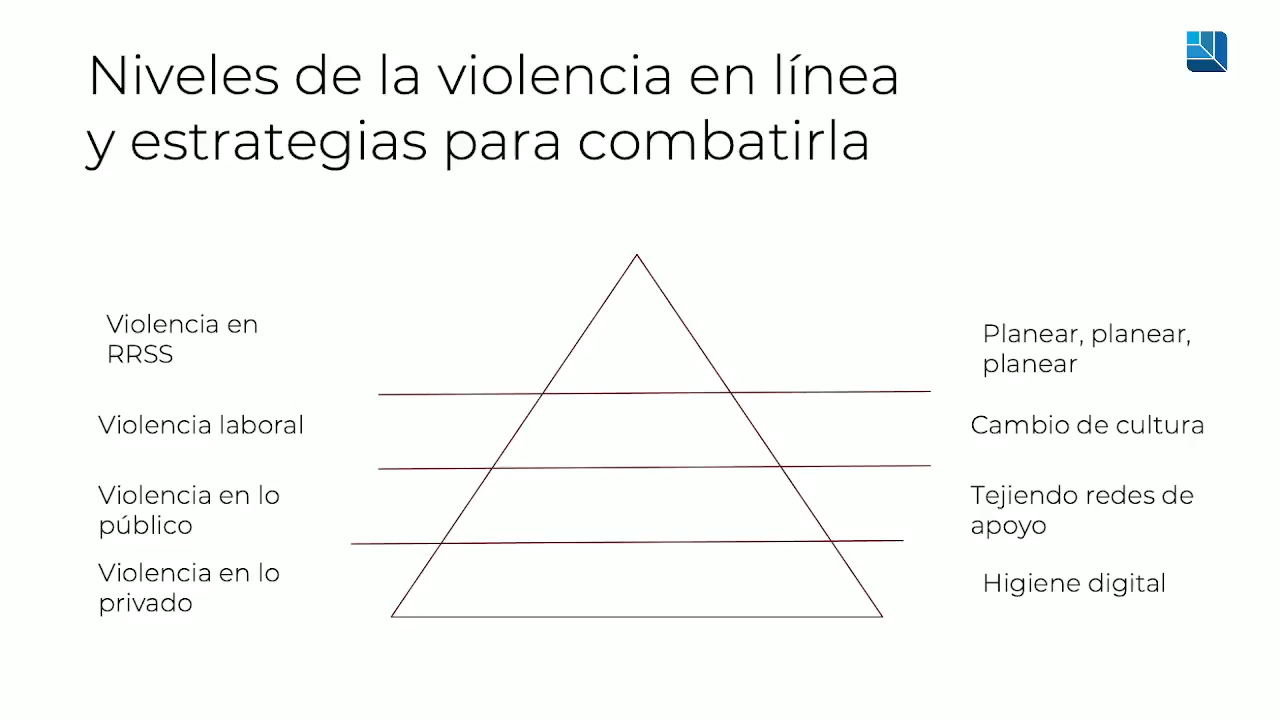 Niveles de la violencia en línea
y estrategias para combatirla
Violencia en
RRSS
Planear, planear,
planear
Violencia laboral
Cambio de cultura
Violencia en lo
público
Tejiendo redes de
apoyo
Violencia en lo
privado
Higiene digital